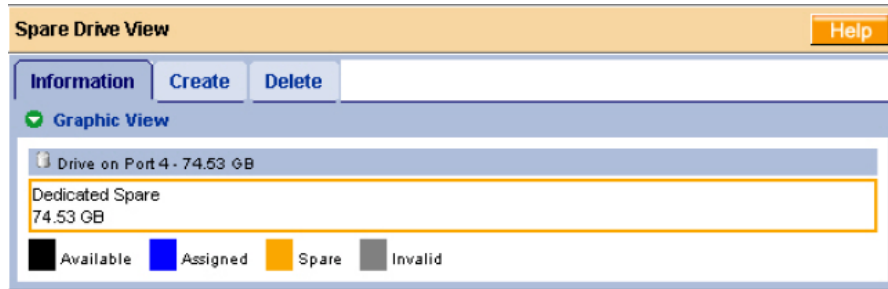 Spare Drive View
Help
Information Create Delete
Graphic View
Drive on Port 4 - 74.53 GB
Dedicated Spare
74.53 GB
Available Assigned Spare Invalid